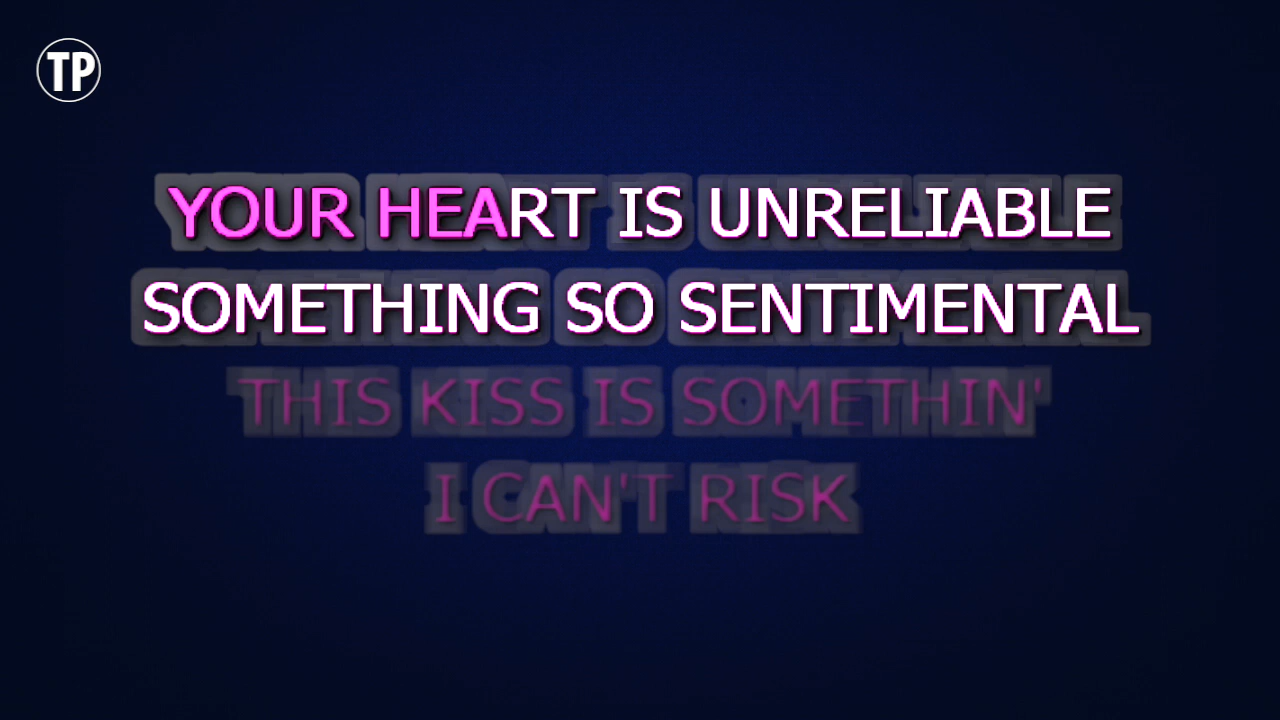 TP
YOUR HEART IS UNRELIABLE
SOMETHING SO SENTIMENTAL
THIS KISS IS SOMETHIN'
I CAN'T RISK